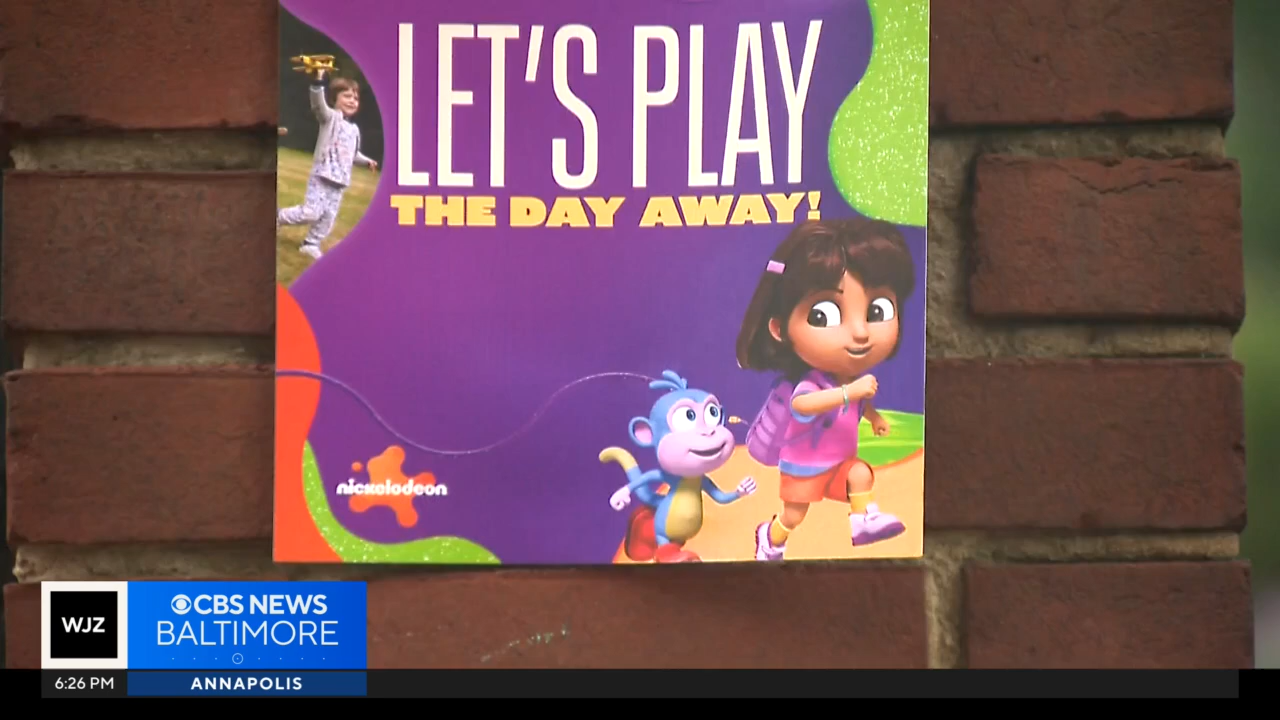 LET'S PLAY
THE DAY AWAY!
nickelodeon
WJZ
CBS NEWS
BALTIMORE
6:26 PM
ANNAPOLIS